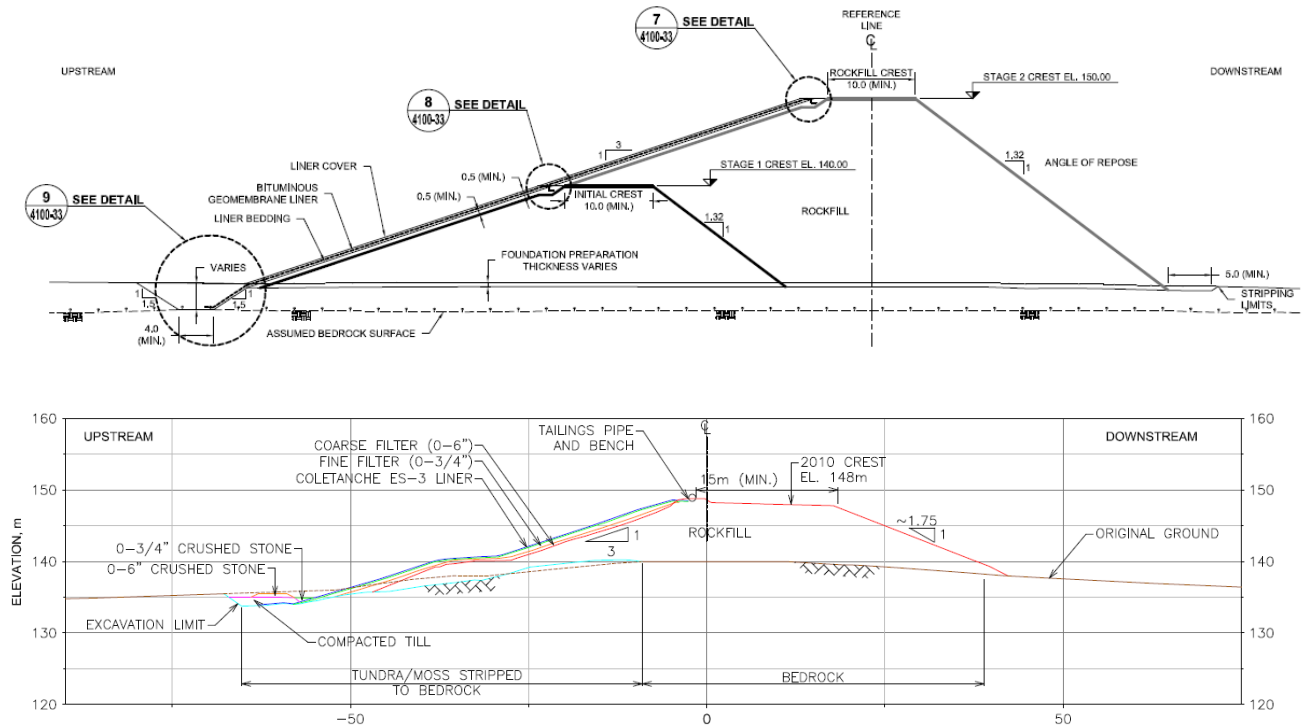 REFERENCE
LINE
℄
7
4100-33
SEE DETAIL
UPSTREAM
ROCKFILL CREST
10.0 (MIN.)
STAGE 2 CREST EL. 150.00
DOWNSTREAM
8
4100-33
SEE DETAIL
1
3
1.32
1
ANGLE OF REPOSE
LINER COVER
STAGE 1 CREST EL. 140.00
0.5 (MIN.)
BITUMINOUS
GEOMEMBRANE LINER
0.5 (MIN.)
INITIAL CREST
10.0 (MIN.)
9
4100-33
SEE DETAIL
LINER BEDDING
1.32
1
ROCKFILL
FOUNDATION PREPARATION
THICKNESS VARIES
VARIES
5.0 (MIN.)
1
1.5
1
1.5
STRIPPING
LIMITS
4.0
(MIN.)
ASSUMED BEDROCK SURFACE
160
160
UPSTREAM
TAILINGS PIPE
AND BENCH
℄
DOWNSTREAM
COARSE FILTER (0-6")
FINE FILTER (0-3/4")
COLETANCHE ES-3 LINER
15m (MIN.)
2010 CREST
EL. 148m
150
150
ROCKFILL
~1.75
1
ORIGINAL GROUND
1
3
0-3/4" CRUSHED STONE
0-6" CRUSHED STONE
140
140
ELEVATION, m
EXCAVATION LIMIT
COMPACTED TILL
130
130
TUNDRA/MOSS STRIPPED
TO BEDROCK
BEDROCK
120
120
-50
0
50